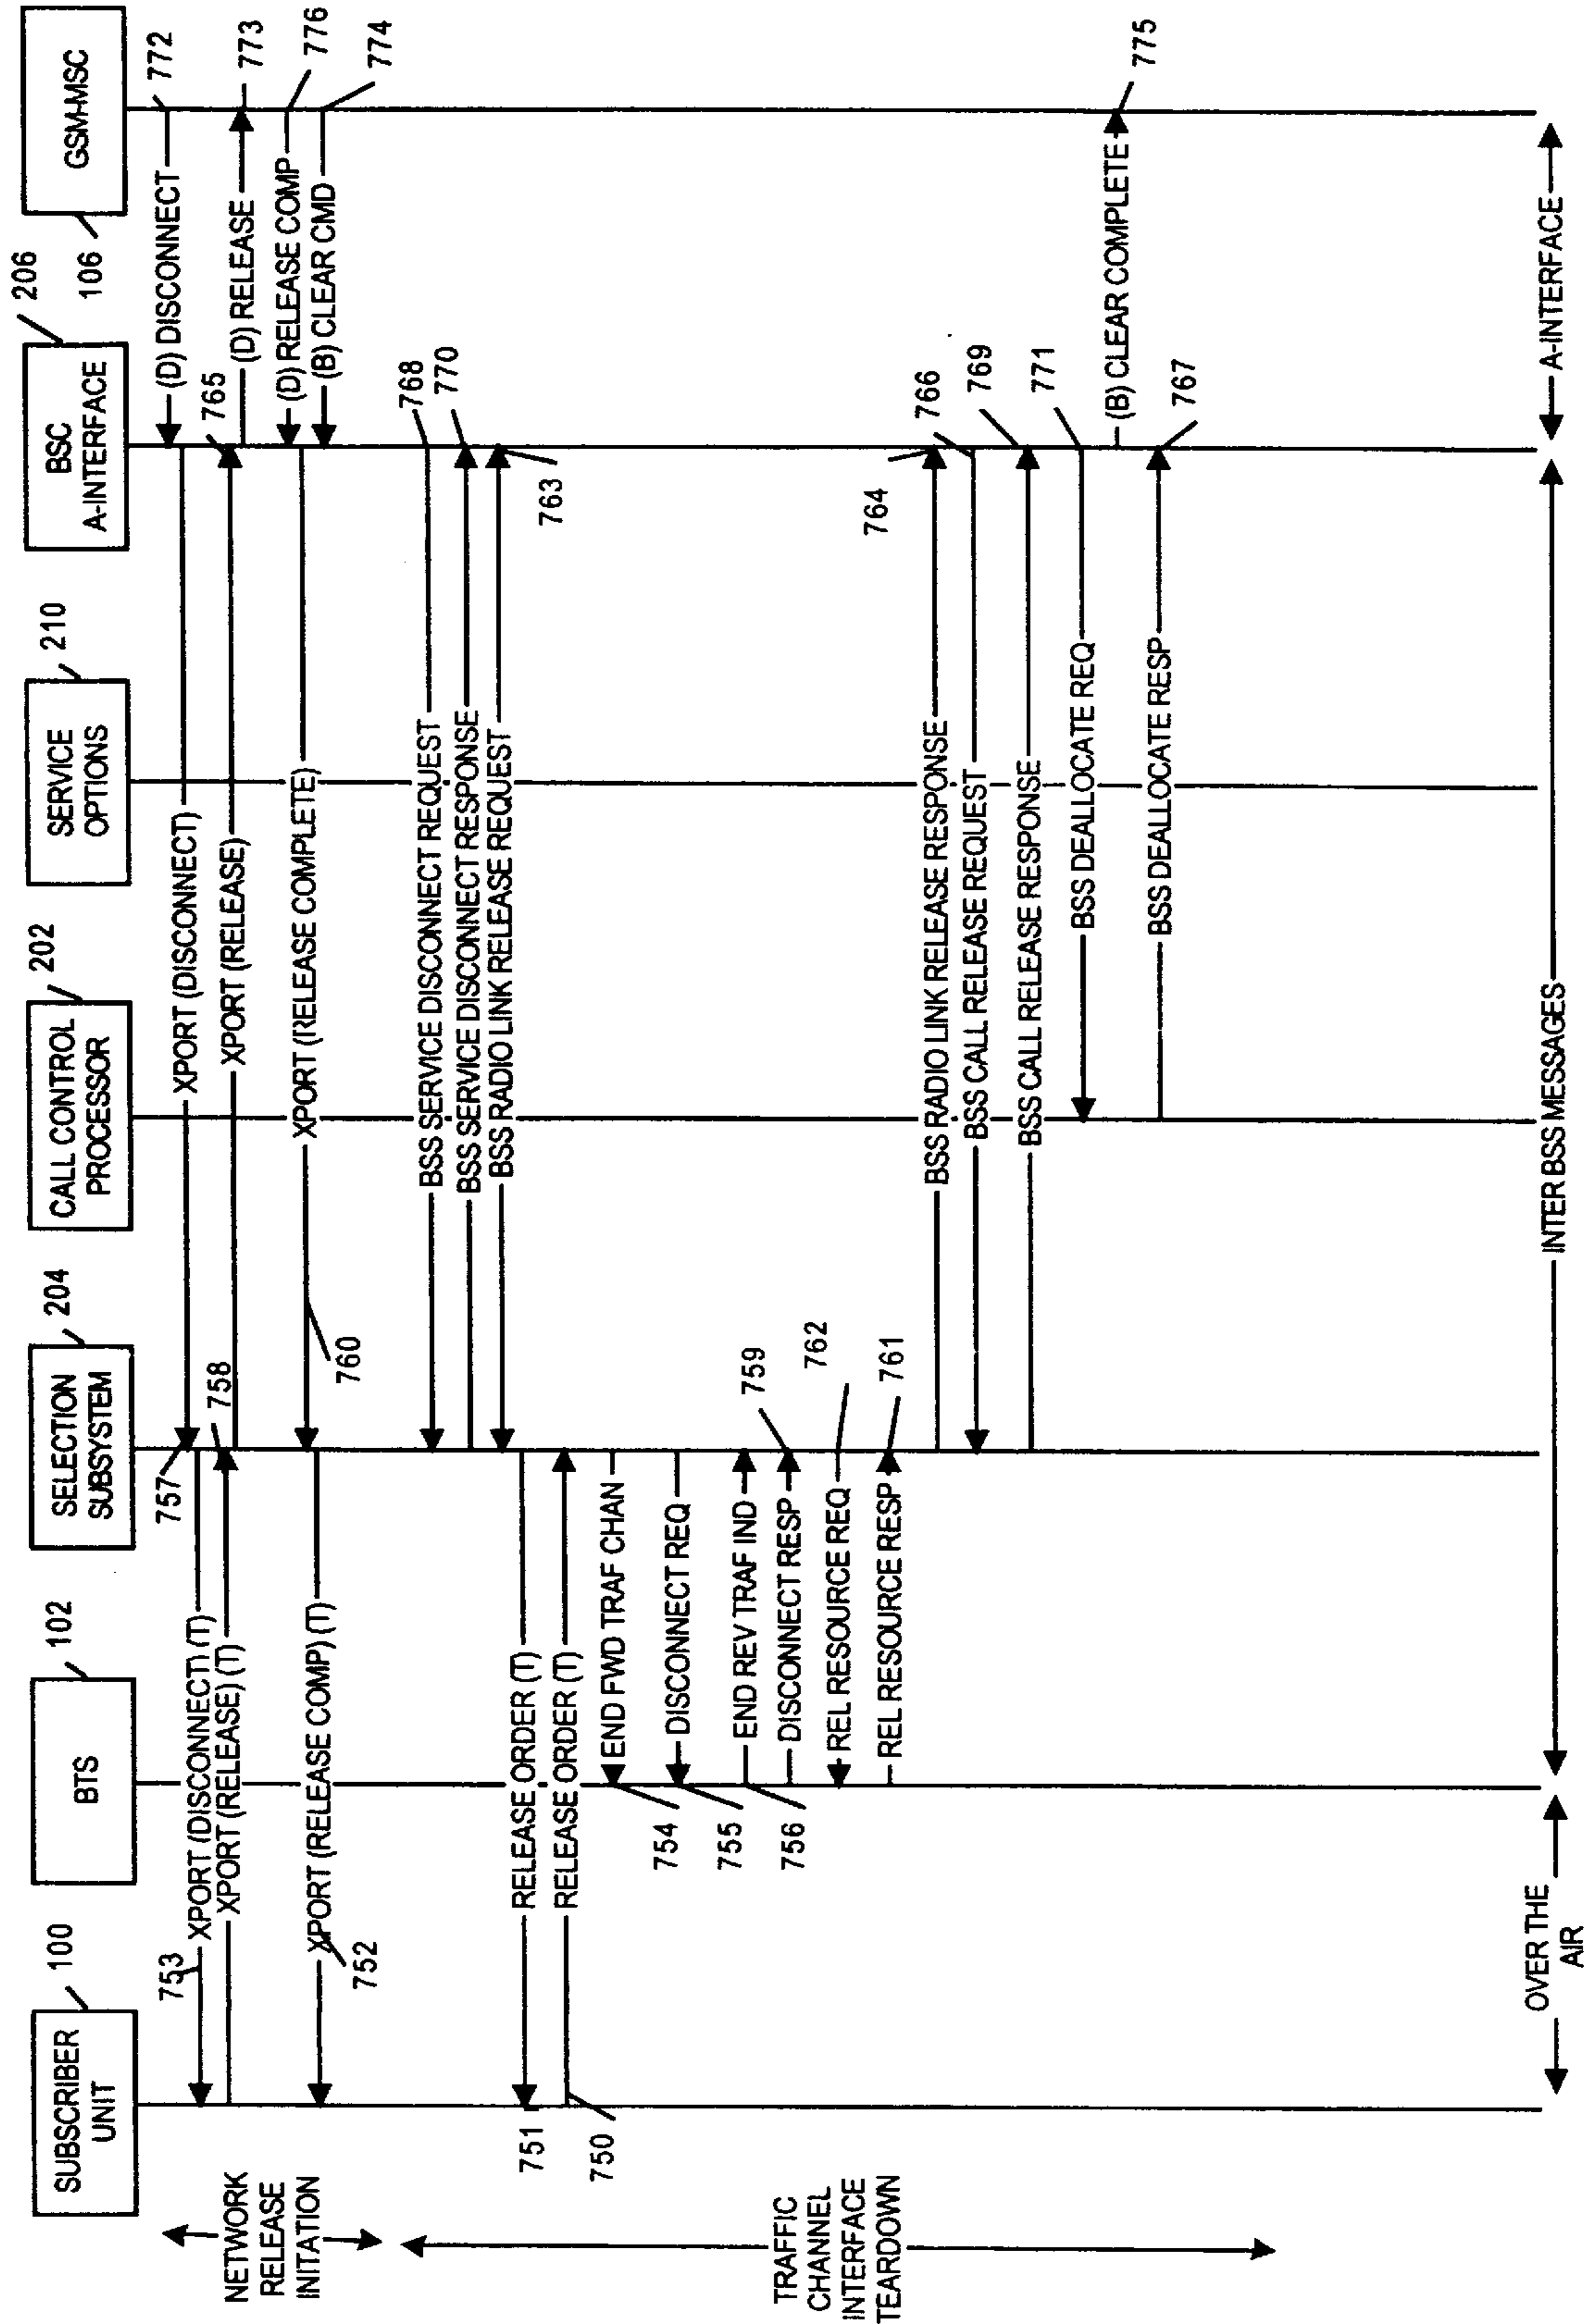 SUBSCRIBER
UNIT
100
BTS
102
SELECTION
SUBSYSTEM
204
CALL CONTROL
PROCESSOR
202
SERVICE
OPTIONS
210
BSC
A-INTERFACE
206
GSM-MSC
106
NETWORK
RELEASE
INITATION
(D) DISCONNECT
772
XPORT (DISCONNECT)
757
753
XPORT (DISCONNECT) (T)
XPORT (RELEASE) (T)
758
XPORT (RELEASE)
765
(D) RELEASE
773
(D) RELEASE COMP
776
XPORT (RELEASE COMPLETE)
760
(B) CLEAR CMD
774
XPORT (RELEASE COMP) (T)
752
TRAFFIC
CHANNEL
INTERFACE
TEARDOWN
BSS SERVICE DISCONNECT REQUEST
768
BSS SERVICE DISCONNECT RESPONSE
770
BSS RADIO LINK RELEASE REQUEST
763
751
RELEASE ORDER (T)
RELEASE ORDER (T)
750
END FWD TRAF CHAN
754
DISCONNECT REQ
755
END REV TRAF IND
756
DISCONNECT RESP
759
REL RESOURCE REQ
762
REL RESOURCE RESP
761
BSS RADIO LINK RELEASE RESPONSE
764
BSS CALL RELEASE REQUEST
766
BSS CALL RELEASE RESPONSE
769
BSS DEALLOCATE REQ
771
(B) CLEAR COMPLETE
775
BSS DEALLOCATE RESP
767
OVER THE
AIR
INTER BSS MESSAGES
A-INTERFACE